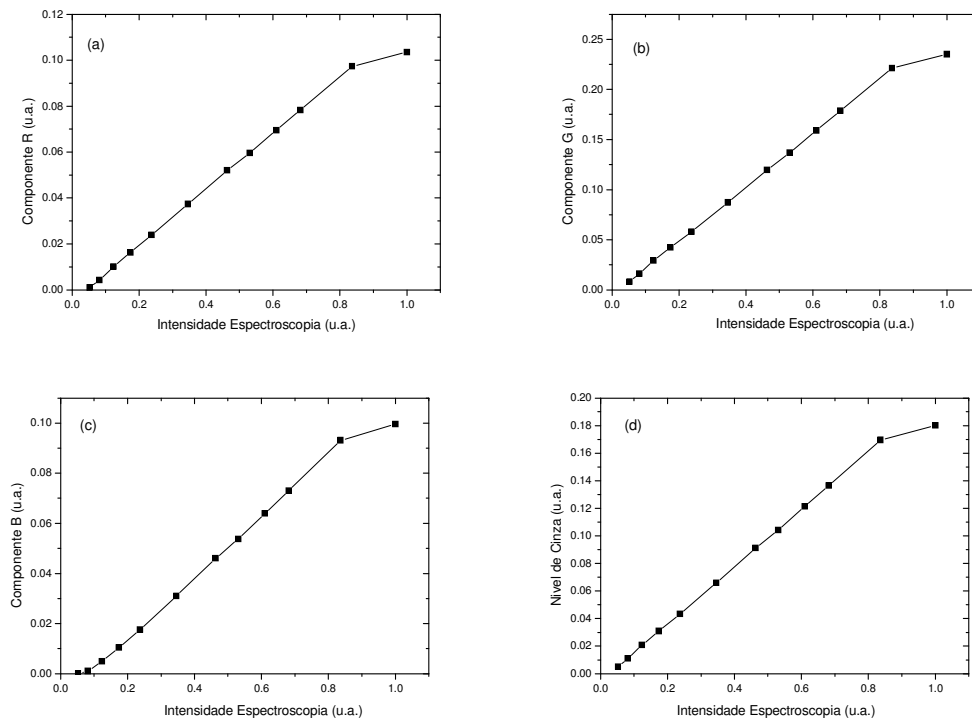 0.12
0.10
0.08
0.06
0.04
0.02
0.00
Componente R (u.a.)
(a)
0.0 0.2 0.4 0.6 0.8 1.0
Intensidade Espectroscopia (u.a.)
0.25
0.20
0.15
0.10
0.05
0.00
Componente G (u.a.)
(b)
0.0 0.2 0.4 0.6 0.8 1.0
Intensidade Espectroscopia (u.a.)
0.10
0.08
0.06
0.04
0.02
0.00
Componente B (u.a.)
(c)
0.0 0.2 0.4 0.6 0.8 1.0
Intensidade Espectroscopia (u.a.)
0.20
0.18
0.16
0.14
0.12
0.10
0.08
0.06
0.04
0.02
0.00
Nivel de Cinza (u.a.)
(d)
0.0 0.2 0.4 0.6 0.8 1.0
Intensidade Espectroscopia (u.a.)